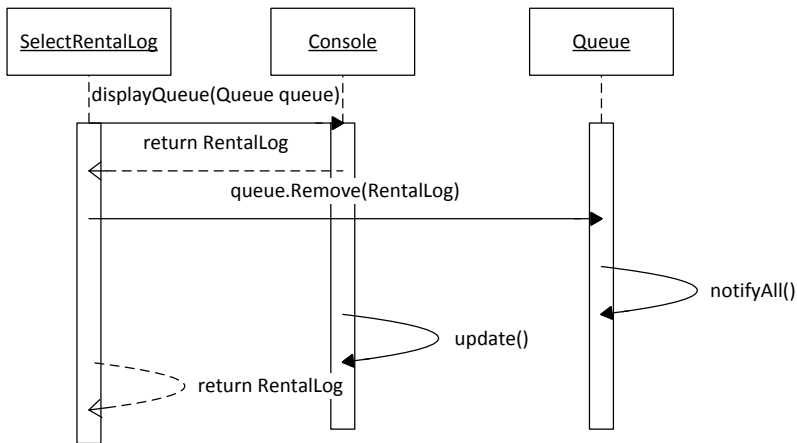 SelectRentalLog
Console
Queue
displayQueue(Queue queue)
return RentalLog
queue.Remove(RentalLog)
notifyAll()
update()
return RentalLog